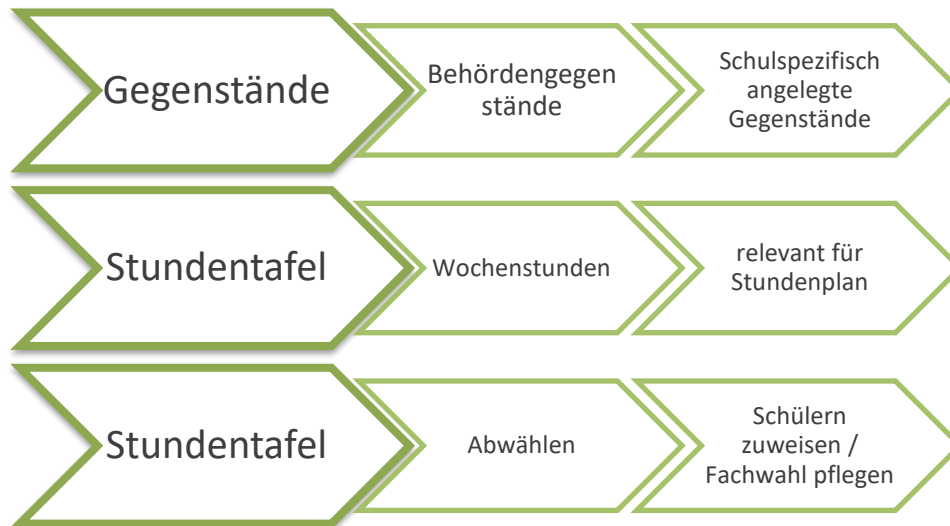 Gegenstände
Behördengegen
stände
Schulspezifisch
angelegte
Gegenstände
Stundentafel
Wochenstunden
relevant für
Stundenplan
Stundentafel
Abwählen
Schülern
zuweisen /
Fachwahl pflegen